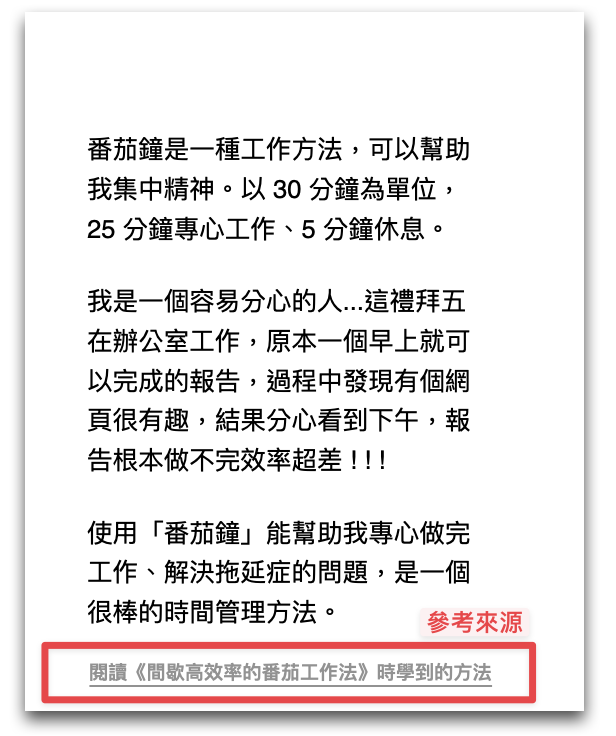 番茄鐘是一種工作方法，可以幫助
我集中精神。以 30 分鐘為單位，
25 分鐘專心工作、5 分鐘休息。
我是一個容易分心的人...這禮拜五
在辦公室工作，原本一個早上就可
以完成的報告，過程中發現有個網
頁很有趣，結果分心看到下午，報
告根本做不完效率超差 ! ! !
使用「番茄鐘」能幫助我專心做完
工作、解決拖延症的問題，是一個
很棒的時間管理方法。
參考來源
閱讀《間歇高效率的番茄工作法》時學到的方法